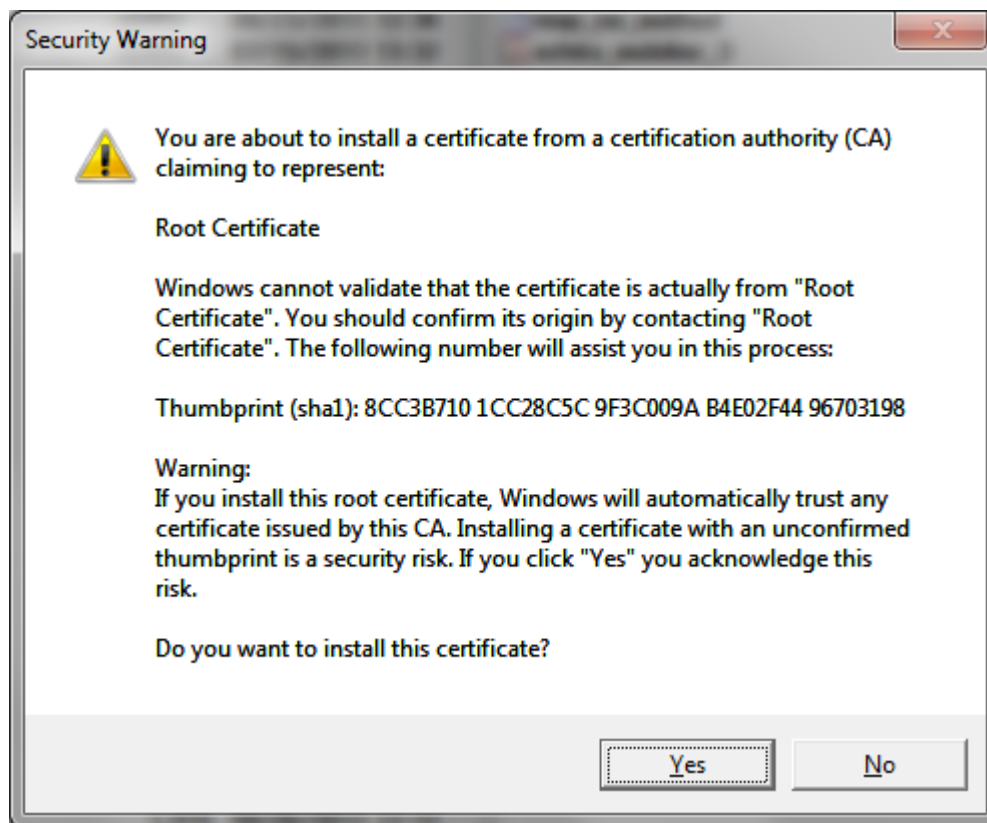 Security Warning
You are about to install a certificate from a certification authority (CA)
claiming to represent:
Root Certificate
Windows cannot validate that the certificate is actually from "Root
Certificate". You should confirm its origin by contacting "Root
Certificate". The following number will assist you in this process:
Thumbprint (sha1): 8CC3B710 1CC28C5C 9F3C009A B4E02F44 96703198
Warning:
If you install this root certificate, Windows will automatically trust any
certificate issued by this CA. Installing a certificate with an unconfirmed
thumbprint is a security risk. If you click "Yes" you acknowledge this
risk.
Do you want to install this certificate?
Yes
No